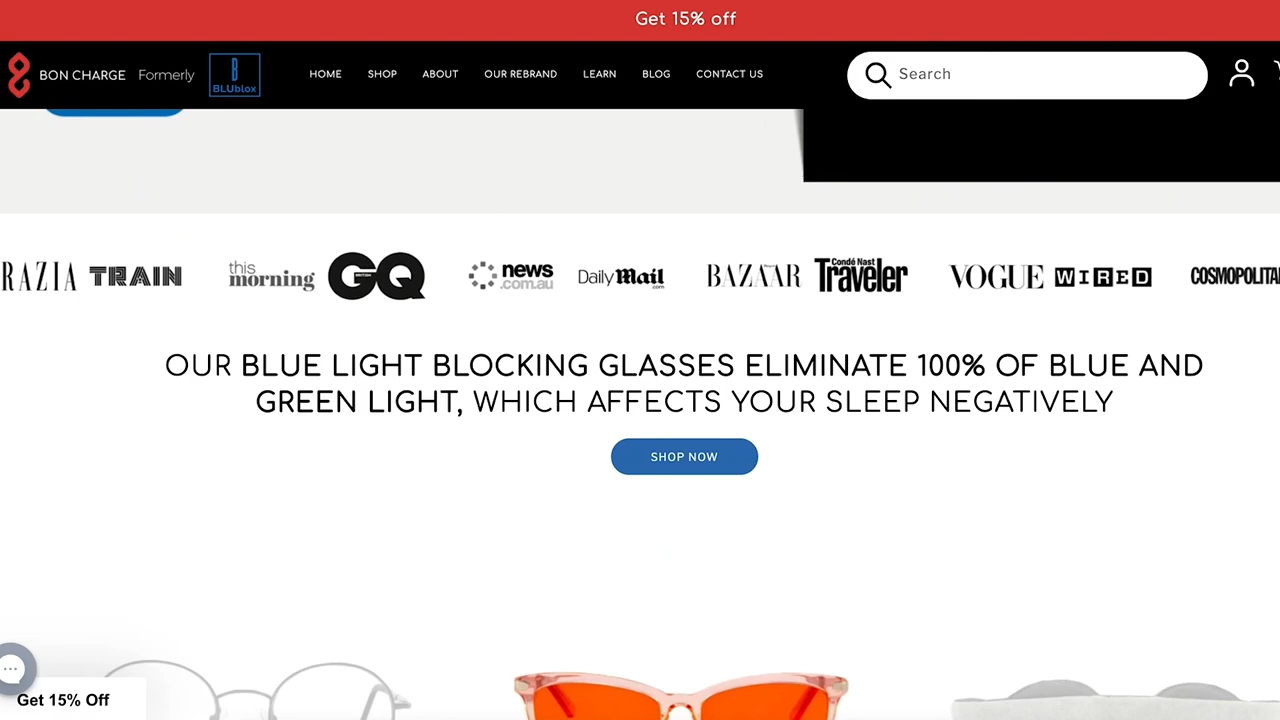 Get 15% off
BON CHARGE Formerly B BLUblox HOME SHOP ABOUT OUR REBRAND LEARN BLOG CONTACT US Search
RAZIA TRAIN this morning GQ BRITISH news.com.au Daily Mail.com BAZAAR Condé Nast Traveler VOGUE WIRED COSMOPOLITA
OUR BLUE LIGHT BLOCKING GLASSES ELIMINATE 100% OF BLUE AND
GREEN LIGHT, WHICH AFFECTS YOUR SLEEP NEGATIVELY
SHOP NOW
Get 15% Off